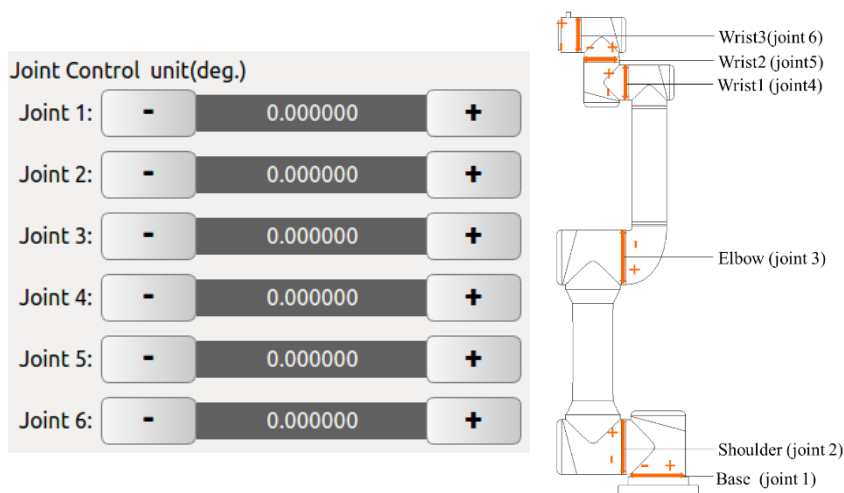 Joint Control unit(deg.)
Joint 1: - 0.000000 +
Joint 2: - 0.000000 +
Joint 3: - 0.000000 +
Joint 4: - 0.000000 +
Joint 5: - 0.000000 +
Joint 6: - 0.000000 +
+
-
- +
Wrist3(joint 6)
Wrist2 (joint5)
+
-
Wrist1 (joint4)
-
+
Elbow (joint 3)
+
-
Shoulder (joint 2)
- +
Base (joint 1)